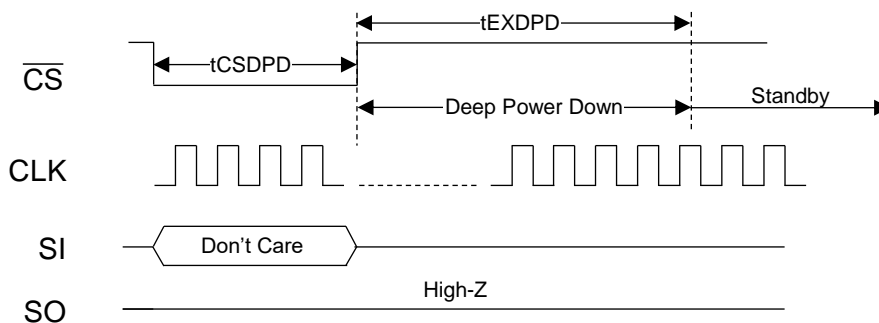 tEXDPD
tCSDPD
CS
Deep Power Down
Standby
CLK
SI
Don't Care
High-Z
SO